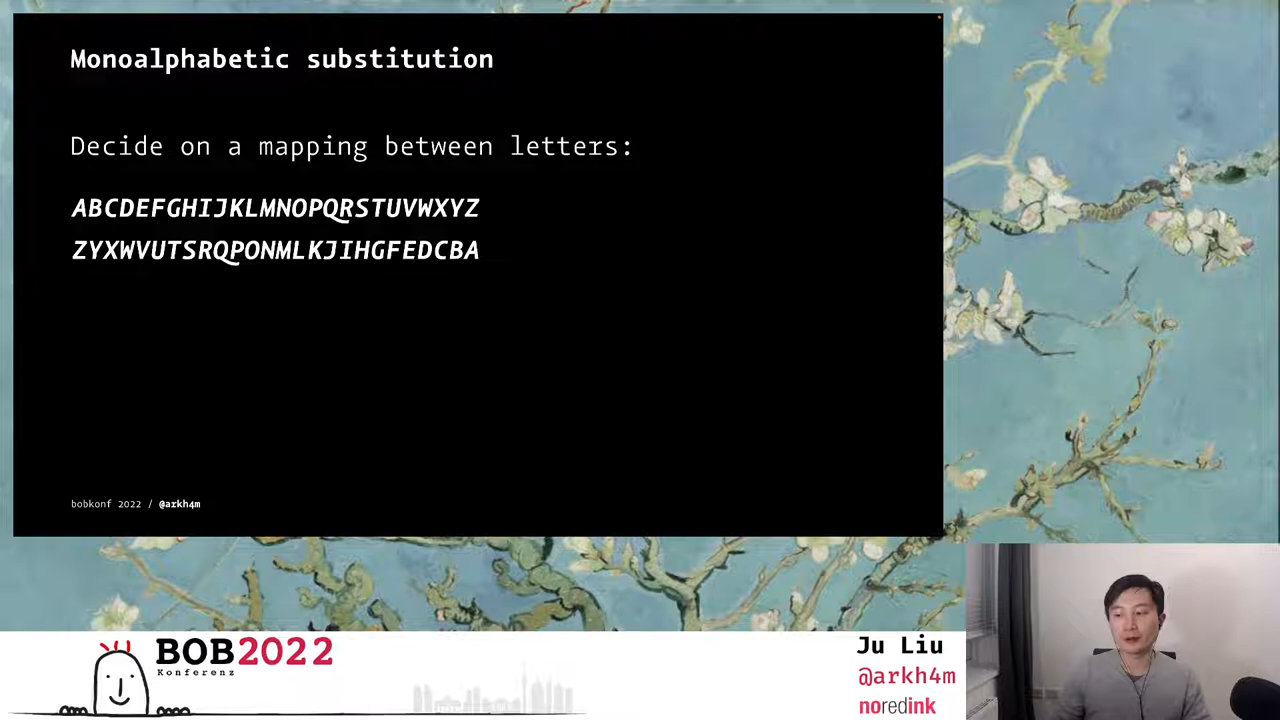 Monoalphabetic substitution
Decide on a mapping between letters:
ABCDEFGHIJKLMNOPQRSTUVWXYZ
ZYXWVUTSRQPONMLKJIHGFEDCBA
bobkonf 2022 / @arkh4m
BOB2022
Konferenz
Ju Liu
@arkh4m
noredink